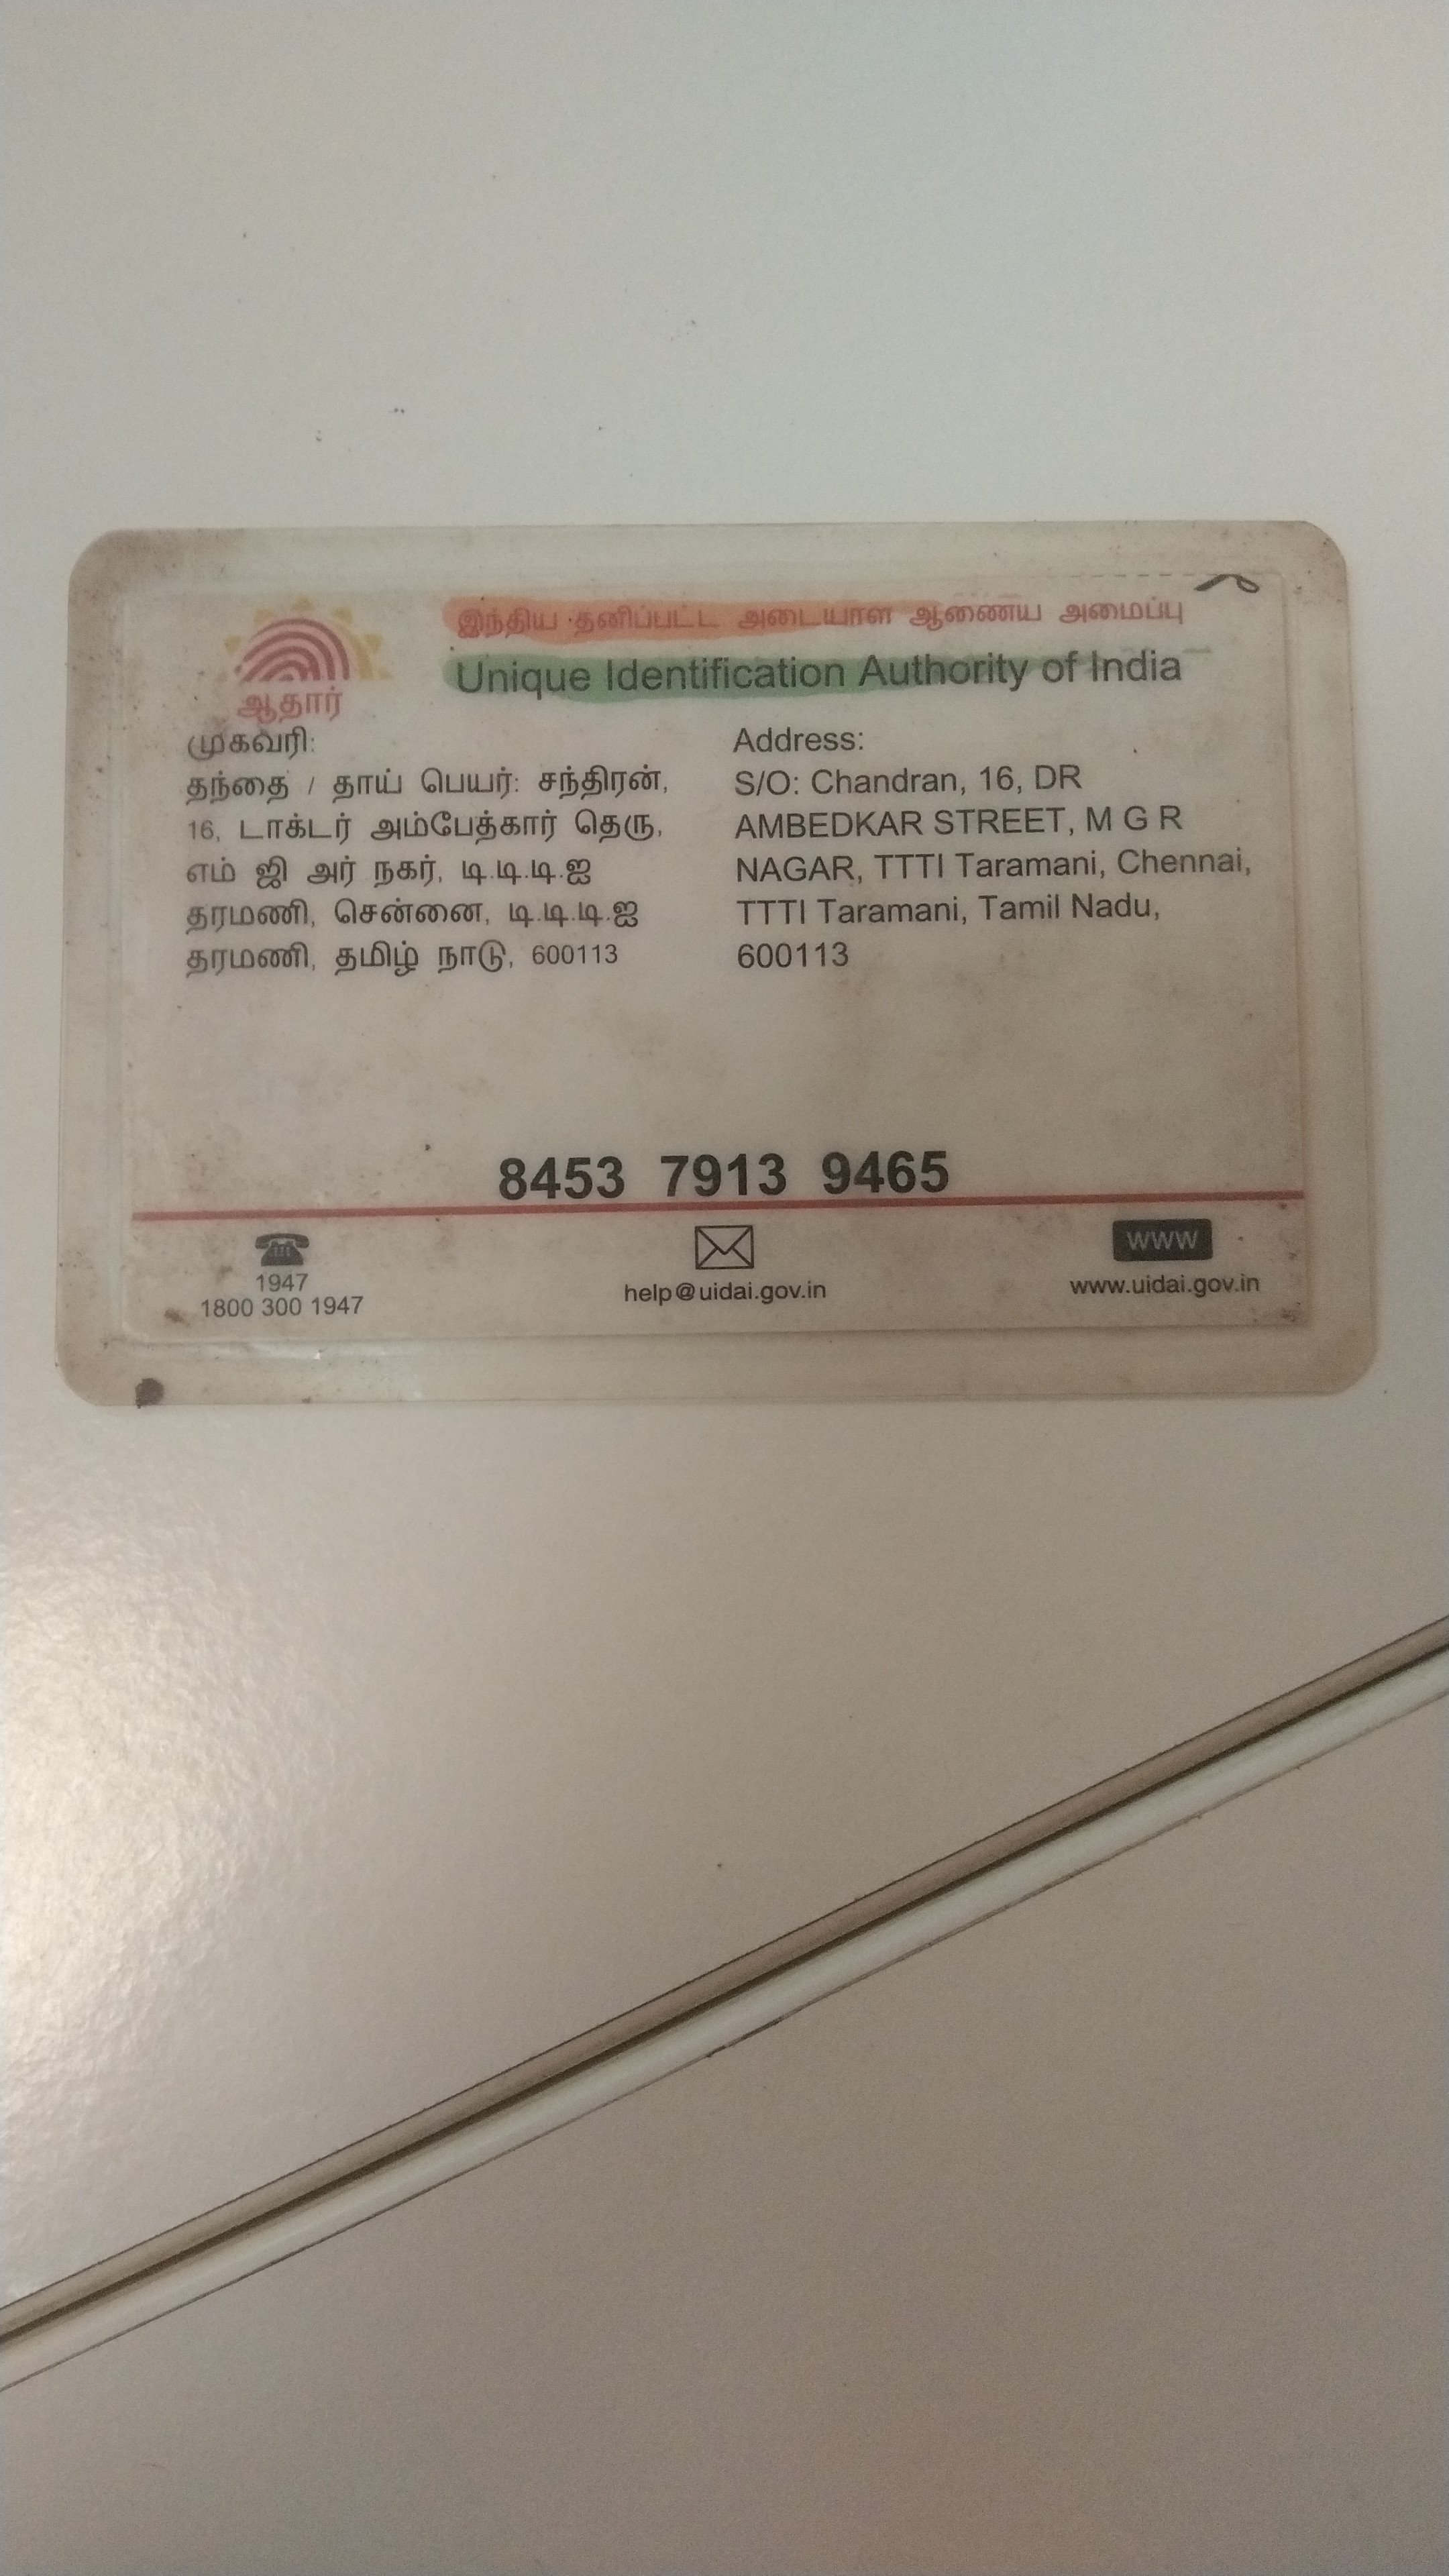 இந்திய தனிப்பட்ட அடையாள ஆணைய அமைப்பு
Unique Identification Authority of India
ஆதார்
முகவரி:
தந்தை / தாய் பெயர்: சந்திரன்,
16, டாக்டர் அம்பேத்கார் தெரு,
எம் ஜி அர் நகர், டி.டி.டி.ஐ
தரமணி, சென்னை, டி.டி.டி.ஐ
தரமணி, தமிழ் நாடு, 600113
Address:
S/O: Chandran, 16, DR
AMBEDKAR STREET, M G R
NAGAR, TTTI Taramani, Chennai,
TTTI Taramani, Tamil Nadu,
600113
8453 7913 9465
1947
1800 300 1947
help@uidai.gov.in
WWW
www.uidai.gov.in